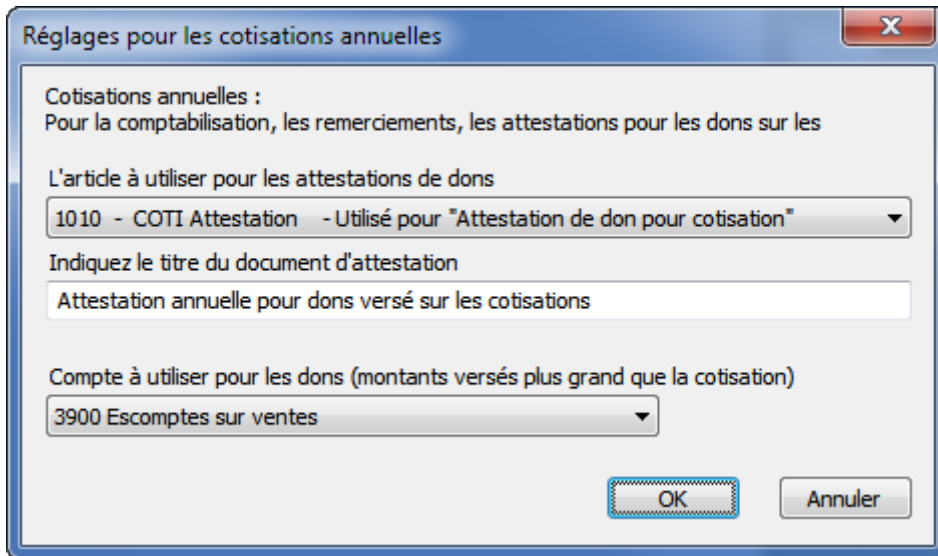 Réglages pour les cotisations annuelles
Cotisations annuelles :
Pour la comptabilisation, les remerciements, les attestations pour les dons sur les
L'article à utiliser pour les attestations de dons
1010 - COTI Attestation - Utilisé pour "Attestation de don pour cotisation"
Indiquez le titre du document d'attestation
Attestation annuelle pour dons versé sur les cotisations
Compte à utiliser pour les dons (montants versés plus grand que la cotisation)
3900 Escomptes sur ventes
OK
Annuler